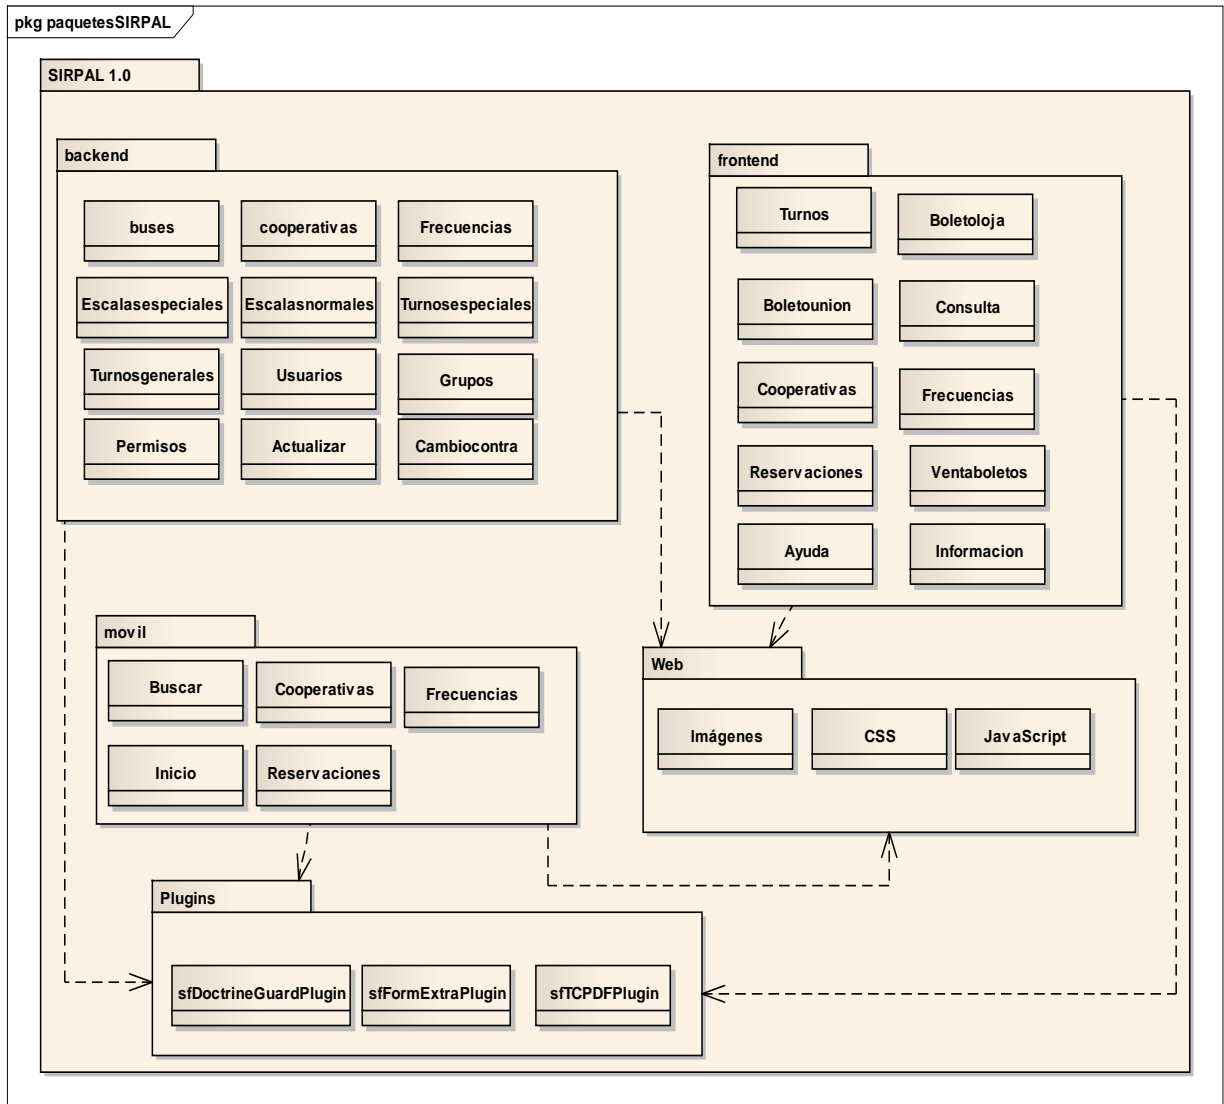 pkg paquetesSIRPAL
SIRPAL 1.0
backend
buses
cooperativas
Frecuencias
Escalasespeciales
Escalasnormales
Turnosespeciales
Turnosgenerales
Usuarios
Grupos
Permisos
Actualizar
Cambiocontra
frontend
Turnos
Boletoloja
Boletounion
Consulta
Cooperativas
Frecuencias
Reservaciones
Ventaboletos
Ayuda
Informacion
movil
Buscar
Cooperativas
Frecuencias
Inicio
Reservaciones
Web
Imágenes
CSS
JavaScript
Plugins
sfDoctrineGuardPlugin
sfFormExtraPlugin
sfTCPDFPlugin